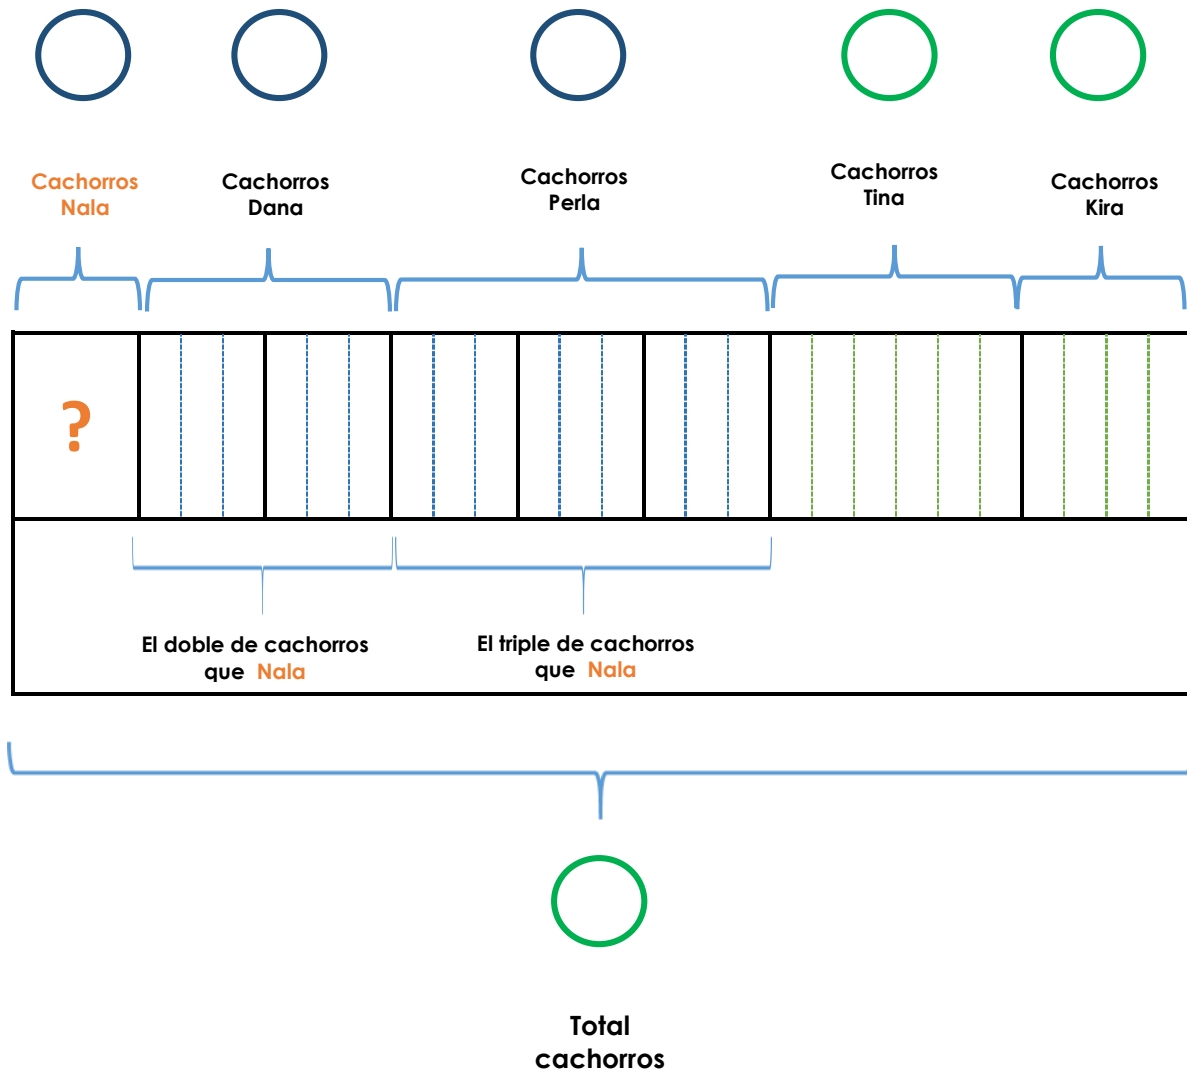 Cachorros
Nala
Cachorros
Dana
Cachorros
Perla
Cachorros
Tina
Cachorros
Kira
?
El doble de cachorros
que Nala
El triple de cachorros
que Nala
Total
cachorros